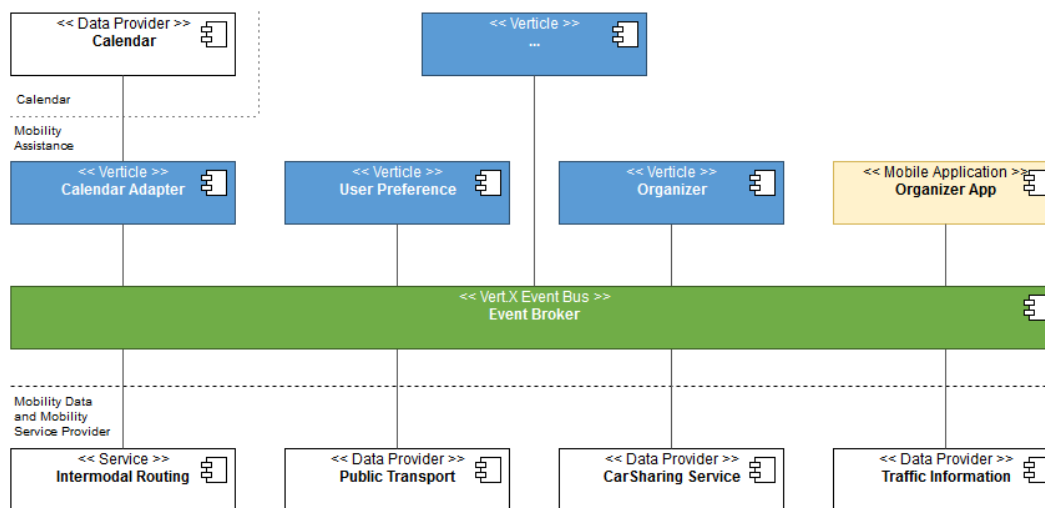 << Data Provider >>
Calendar
<< Verticle >>
...
Calendar
Mobility
Assistance
<< Verticle >>
Calendar Adapter
<< Verticle >>
User Preference
<< Verticle >>
Organizer
<< Mobile Application >>
Organizer App
<< Vert.X Event Bus >>
Event Broker
Mobility Data
and Mobility
Service Provider
<< Service >>
Intermodal Routing
<< Data Provider >>
Public Transport
<< Data Provider >>
CarSharing Service
<< Data Provider >>
Traffic Information